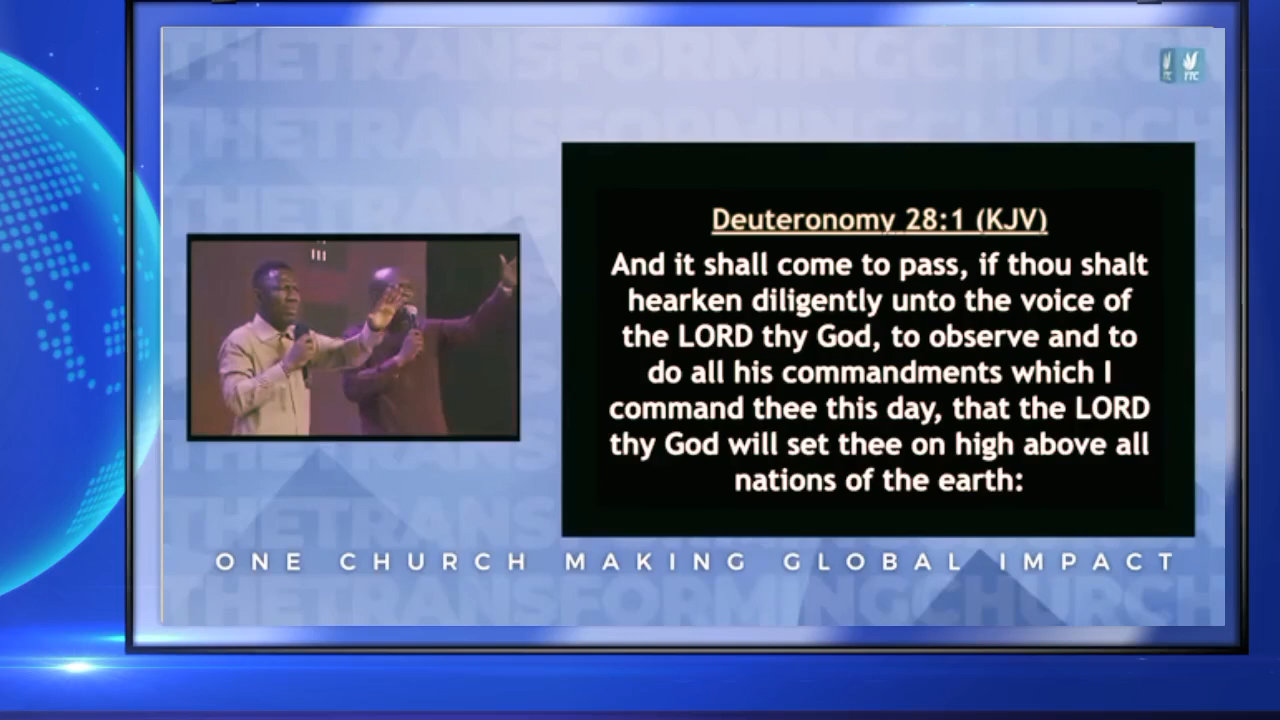 THETRANSFORMINGCHURCH
THETRANSFORMINGCHURCH
TTC
Deuteronomy 28:1 (KJV)
And it shall come to pass, if thou shalt
hearken diligently unto the voice of
the LORD thy God, to observe and to
do all his commandments which I
command thee this day, that the LORD
thy God will set thee on high above all
nations of the earth:
ONE CHURCH MAKING GLOBAL IMPACT
THETRANSFORMINGCHURCH